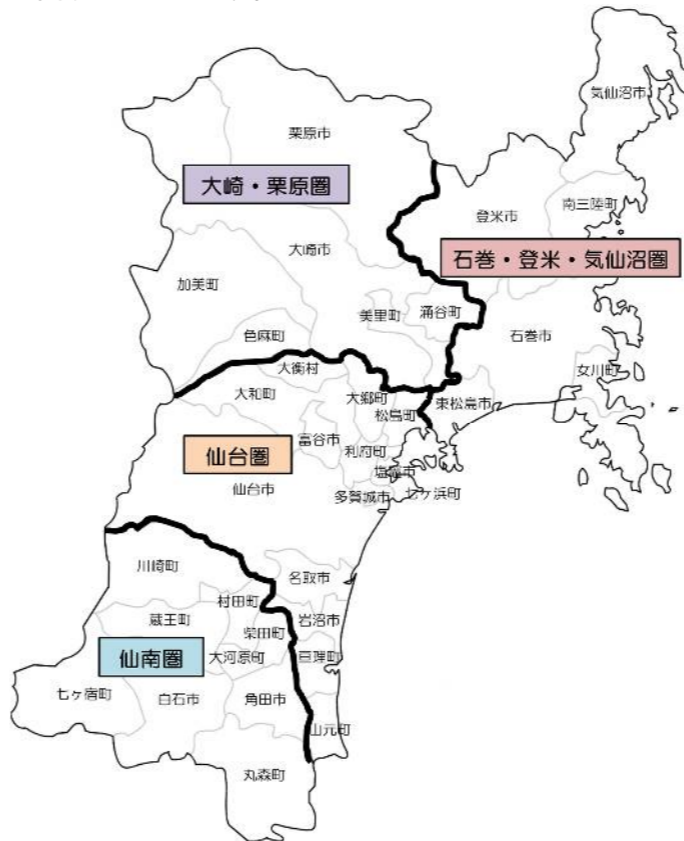 気仙沼市
栗原市
大崎・栗原圏
登米市
南三陸町
大崎市
石巻・登米・気仙沼圏
加美町
美里町
涌谷町
石巻市
色麻町
女川町
大衡村
大和町
大郷町
東松島市
松島町
富谷市
利府町
仙台圏
塩竈市
仙台市
多賀城市
七ヶ浜町
川崎町
名取市
村田町
岩沼市
蔵王町
柴田町
仙南圏
大河原町
亘理町
七ヶ宿町
白石市
角田市
山元町
丸森町